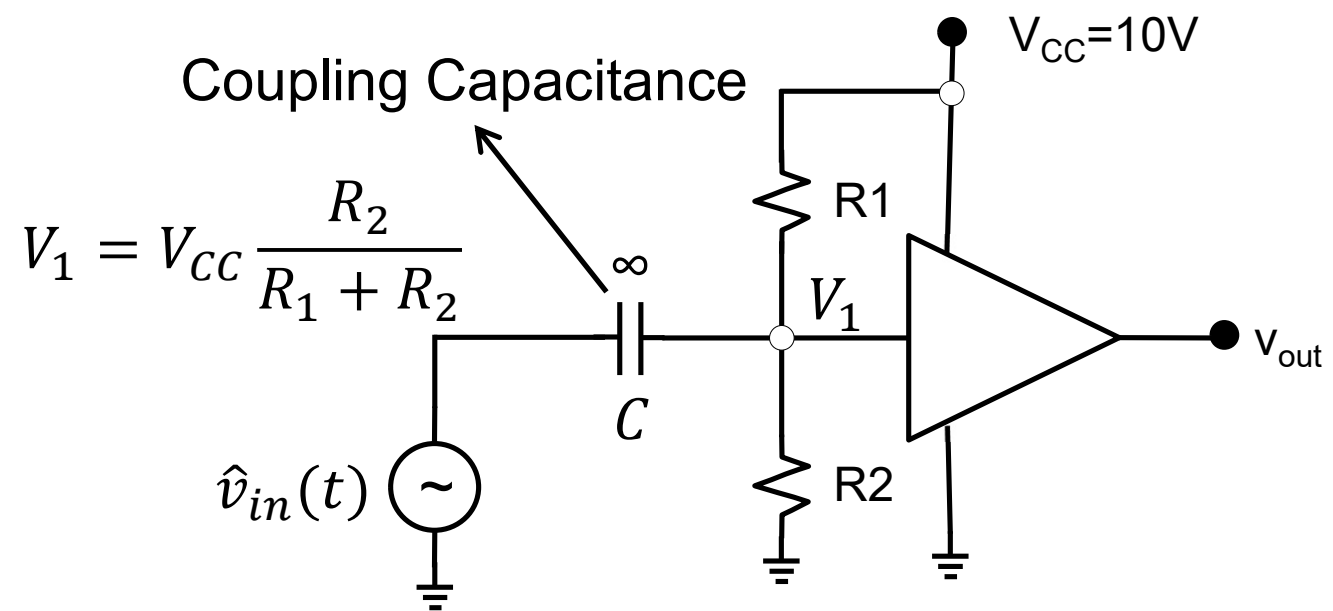 V_CC=10V
Coupling Capacitance
R1
V_1 = V_CC R_2 / (R_1 + R_2)
∞
V_1
v_out
C
v̂_in(t)
~
R2